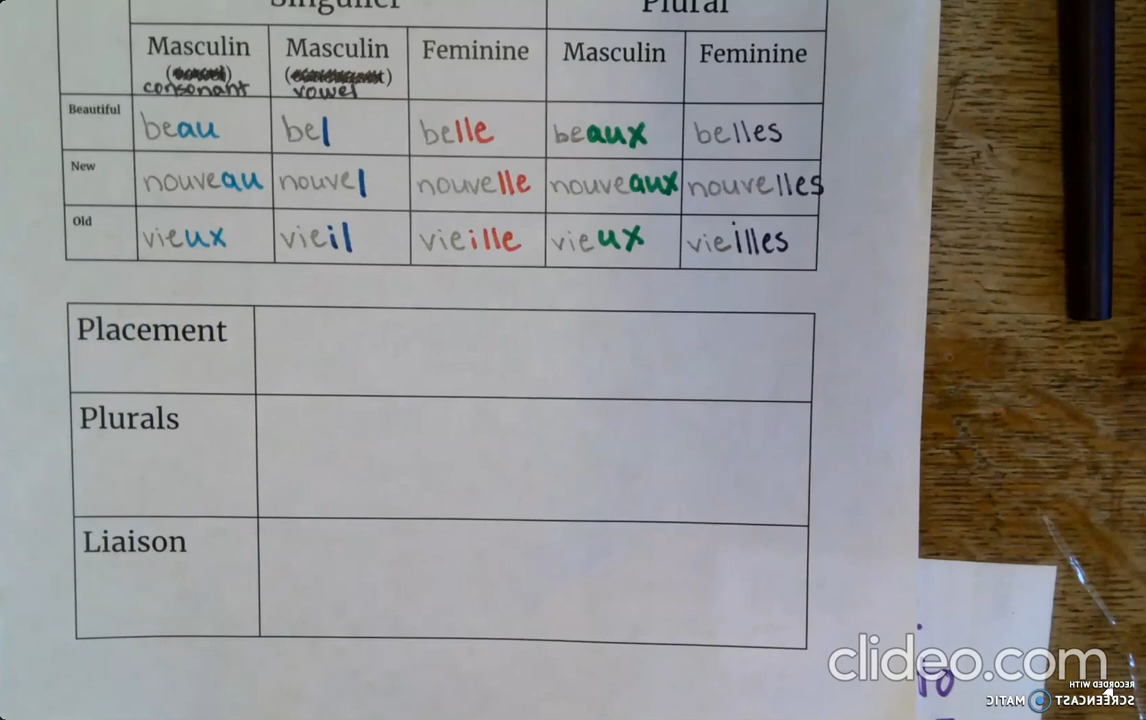 Singulier Plural
Masculin Masculin Feminine Masculin Feminine
consonant vowel
Beautiful beau bel belle beaux belles
New nouveau nouvel nouvelle nouveaux nouvelles
Old vieux vieil vieille vieux vieilles
Placement
Plurals
Liaison
clideo.com
RECORDED WITH
SCREENCAST MATIC